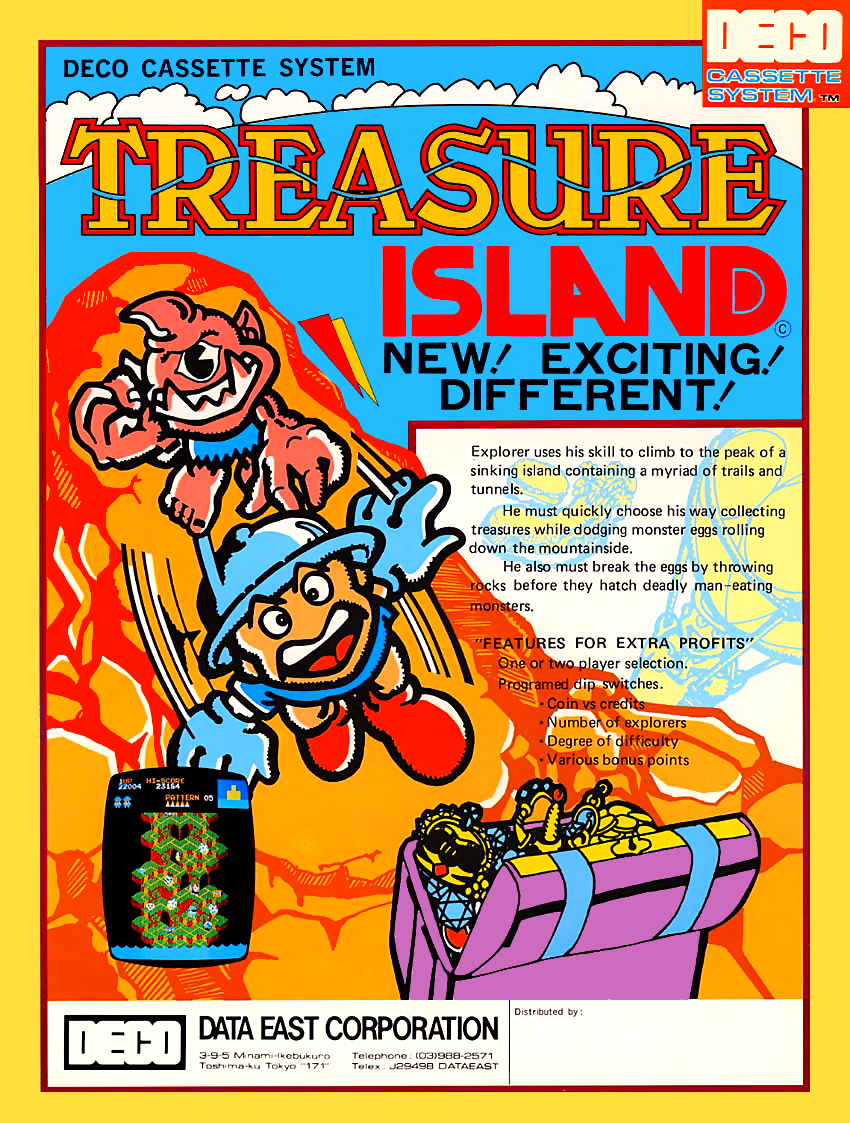 DECO
CASSETTE
SYSTEM TM
DECO CASSETTE SYSTEM
TREASURE
ISLAND
©
NEW! EXCITING!
DIFFERENT!
Explorer uses his skill to climb to the peak of a
sinking island containing a myriad of trails and
tunnels.
He must quickly choose his way collecting
treasures while dodging monster eggs rolling
down the mountainside.
He also must break the eggs by throwing
rocks before they hatch deadly man-eating
monsters.
"FEATURES FOR EXTRA PROFITS"
One or two player selection.
Programed dip switches.
• Coin vs credits
• Number of explorers
• Degree of difficulty
• Various bonus points
1UP HI-SCORE
22004 23164
PATTERN 05
DECO
DATA EAST CORPORATION
3-9-5 Minami-Ikebukuro Telephone: (03)988-2571
Toshima-ku Tokyo "171" Telex: J29498 DATAEAST
Distributed by: